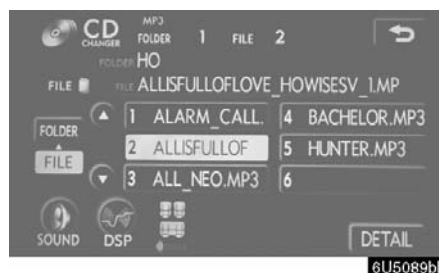 CD CHANGER MP3 FOLDER 1 FILE 2
FOLDER HO
FILE FILE ALLISFULLOFLOVE_HOWISESV_1.MP
1 ALARM_CALL. 4 BACHELOR.MP3
FOLDER
2 ALLISFULLOF 5 HUNTER.MP3
FILE
3 ALL_NEO.MP3 6
SOUND DSP DETAIL
6U5089b